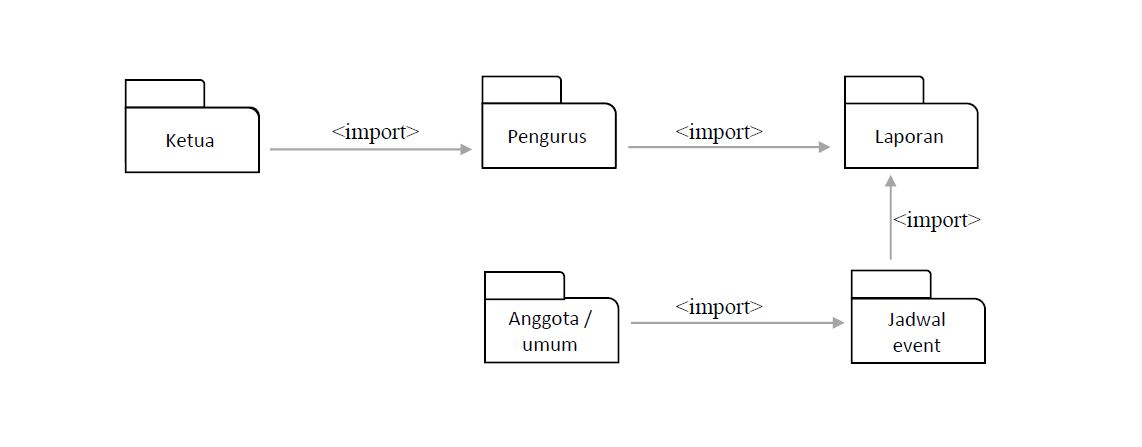 Ketua
<import>
Pengurus
<import>
Laporan
<import>
Anggota /
umum
<import>
Jadwal
event